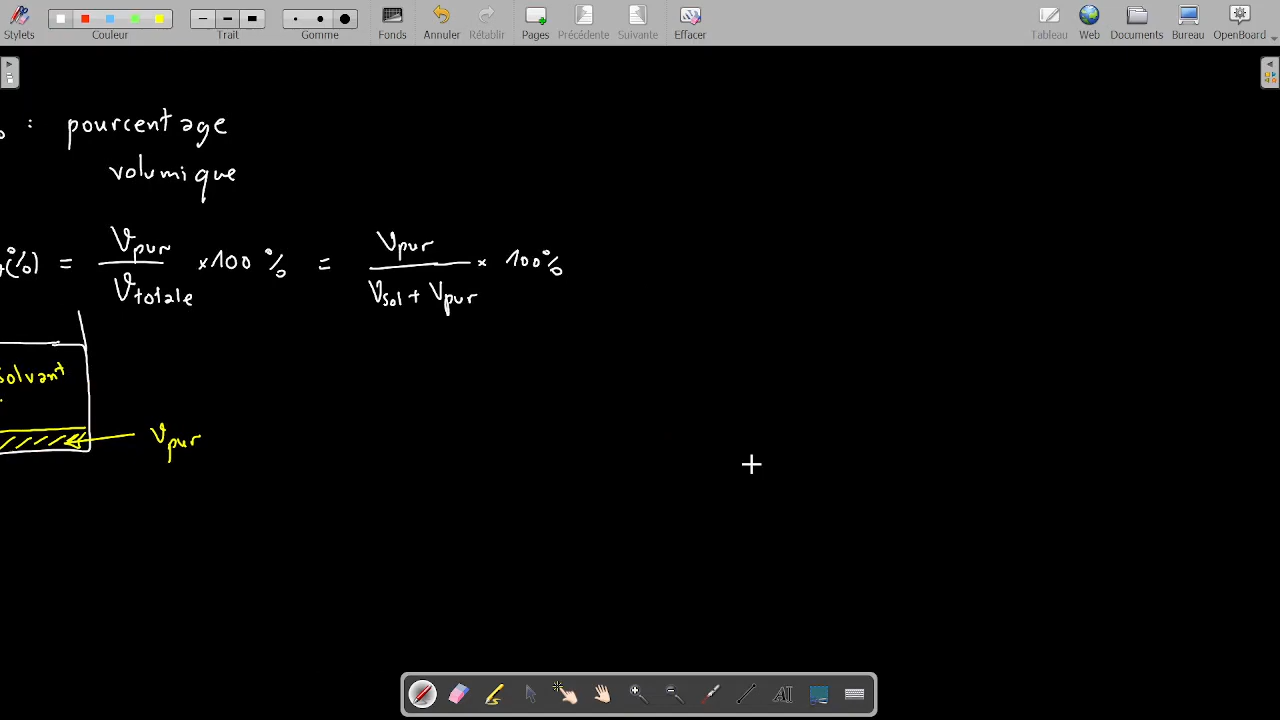 Stylets Couleur Trait Gomme Fonds Annuler Rétablir Pages Précédente Suivante Effacer Tableau Web Documents Bureau OpenBoard
: pourcentage
volumique
(%) = Vpur / Vtotale × 100 % = Vpur / Vsol + Vpur × 100%
solvant
Vpur